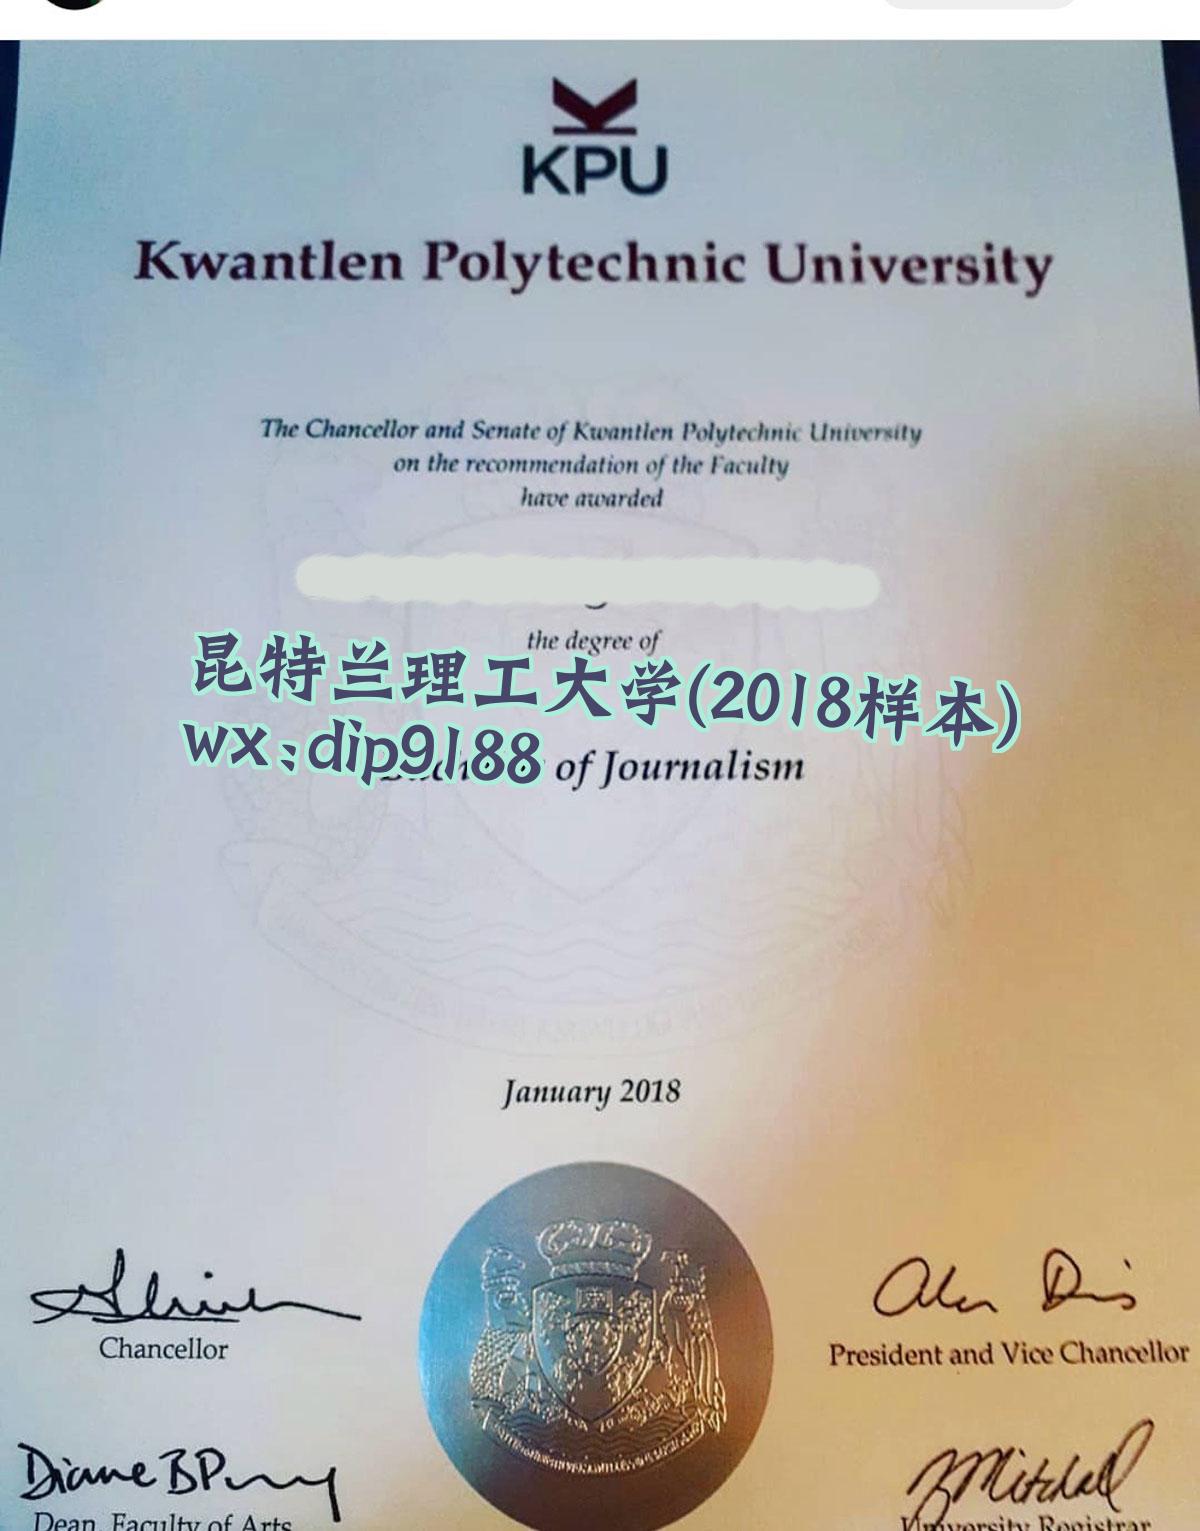 KPU
Kwantlen Polytechnic University
The Chancellor and Senate of Kwantlen Polytechnic University
on the recommendation of the Faculty
have awarded
the degree of
昆特兰理工大学(2018样本)
wx:dip9188
of Journalism
January 2018
Chancellor
President and Vice Chancellor
Dean, Faculty of Arts
University Registrar